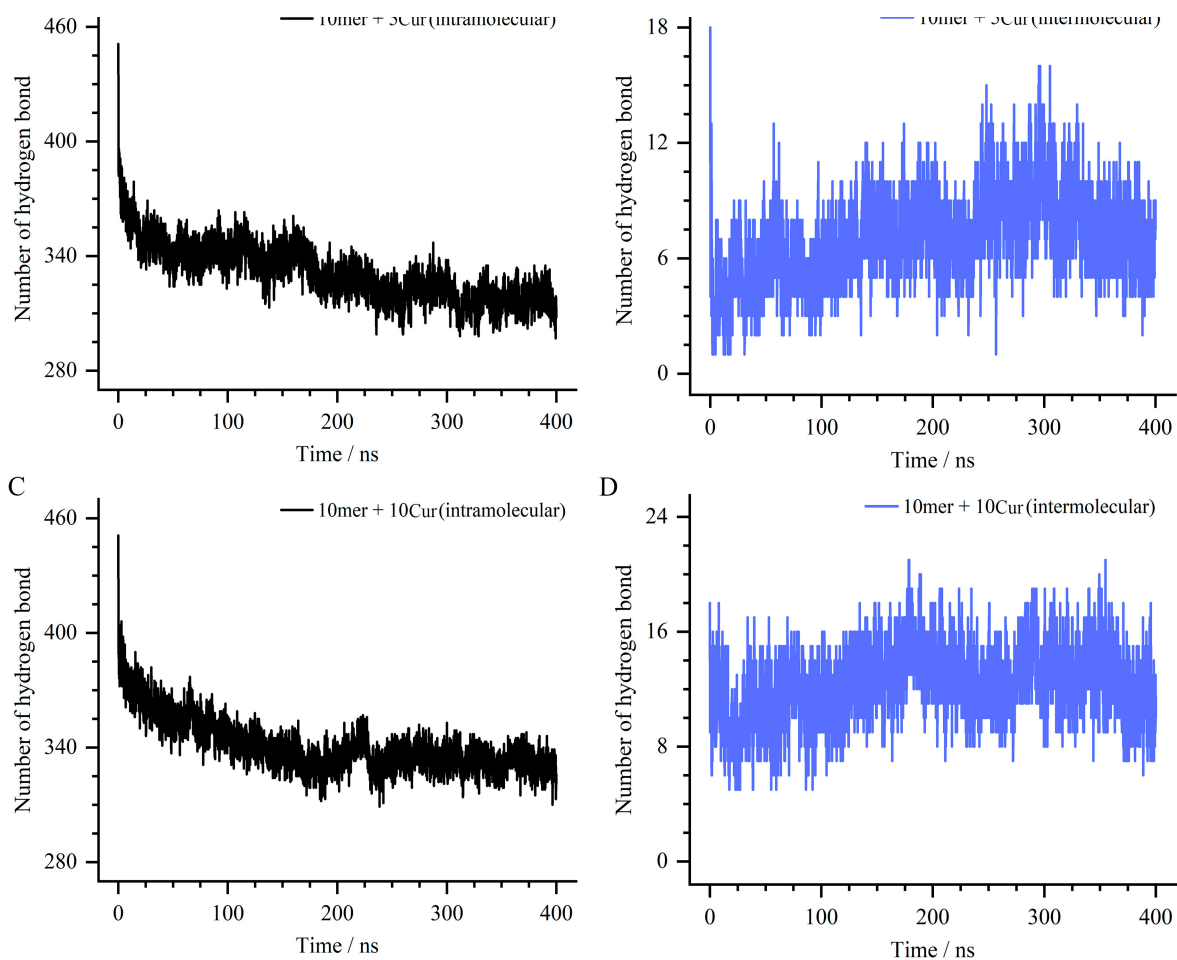 10mer + 5Cur (intramolecular)
460
400
340
280
Number of hydrogen bond
0 100 200 300 400
Time / ns
10mer + 5Cur (intermolecular)
18
12
6
0
Number of hydrogen bond
0 100 200 300 400
Time / ns
C
10mer + 10Cur (intramolecular)
460
400
340
280
Number of hydrogen bond
0 100 200 300 400
Time / ns
D
10mer + 10Cur (intermolecular)
24
16
8
0
Number of hydrogen bond
0 100 200 300 400
Time / ns